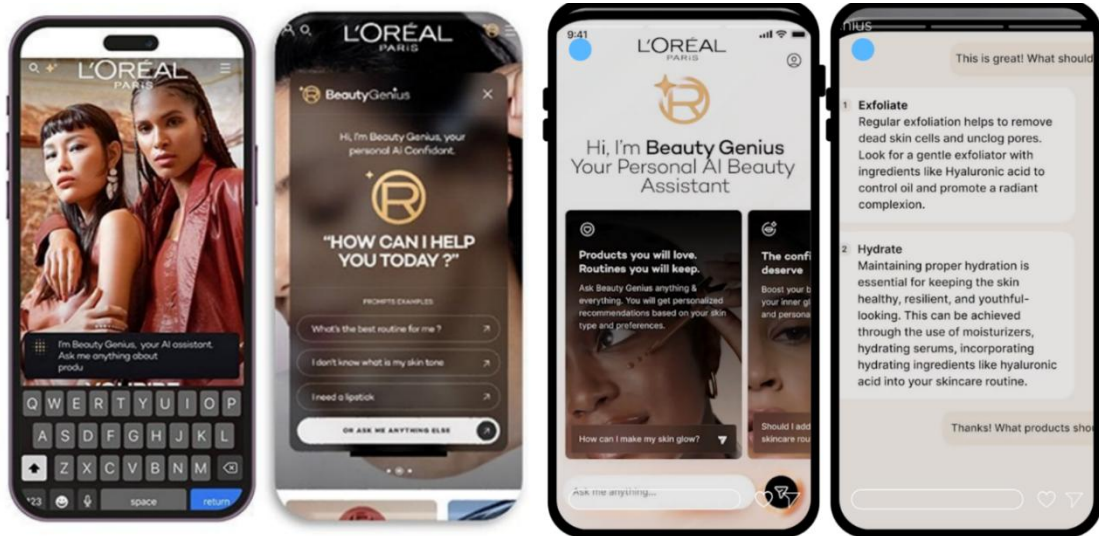 L'ORÉAL
PARIS
I'm Beauty Genius, your AI assistant.
Ask me anything about
produ
Q W E R T Y U I O P
A S D F G H J K L
Z X C V B N M
123
space
return
L'ORÉAL
PARIS
BeautyGenius
Hi, I'm Beauty Genius, your
personal Ai Confidant.
"HOW CAN I HELP
YOU TODAY ?"
PROMPTS EXAMPLES
What's the best routine for me ?
I don't know what is my skin tone
I need a lipstick
OR ASK ME ANYTHING ELSE
9:41
L'ORÉAL
PARIS
Hi, I'm Beauty Genius
Your Personal AI Beauty
Assistant
Products you will love.
Routines you will keep.
Ask Beauty Genius anything &
everything. You will get personalized
recommendations based on your skin
type and preferences.
How can I make my skin glow?
The confi
deserve
Boost your b
your inner gl
and persona
Should I add
skincare rou
Ask me anything...
nius
This is great! What should
1 Exfoliate
Regular exfoliation helps to remove
dead skin cells and unclog pores.
Look for a gentle exfoliator with
ingredients like Hyaluronic acid to
control oil and promote a radiant
complexion.
2 Hydrate
Maintaining proper hydration is
essential for keeping the skin
healthy, resilient, and youthful-
looking. This can be achieved
through the use of moisturizers,
hydrating serums, incorporating
hydrating ingredients like hyaluronic
acid into your skincare routine.
Thanks! What products shou